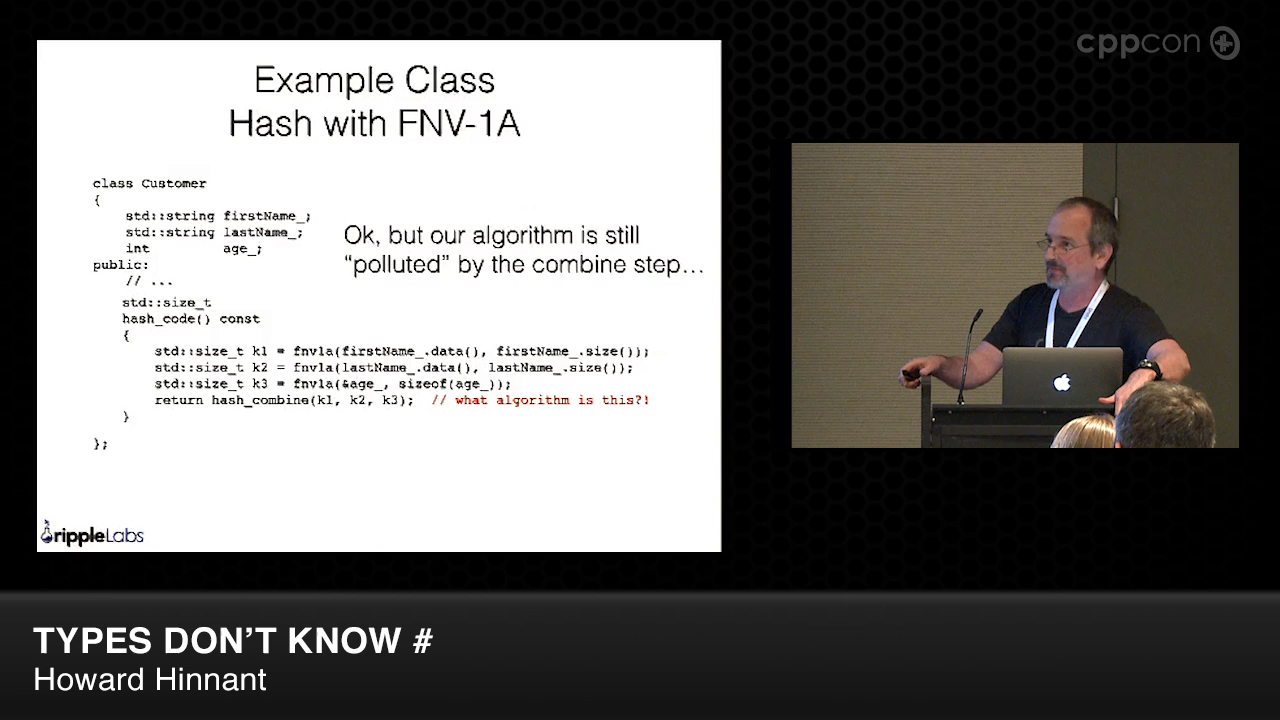 cppcon
Example Class
Hash with FNV-1A
class Customer
{
std::string firstName_;
std::string lastName_;
int age_;
public:
// ...
std::size_t
hash_code() const
{
std::size_t k1 = fnv1a(firstName_.data(), firstName_.size());
std::size_t k2 = fnv1a(lastName_.data(), lastName_.size());
std::size_t k3 = fnv1a(&age_, sizeof(age_));
return hash_combine(k1, k2, k3); // what algorithm is this?!
}
};
Ok, but our algorithm is still
“polluted” by the combine step…
rippleLabs
TYPES DON’T KNOW #
Howard Hinnant